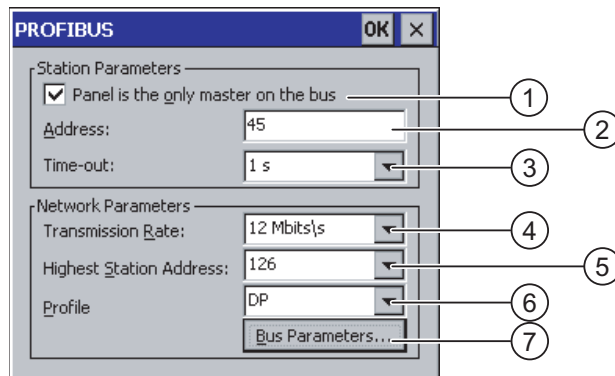 PROFIBUS OK ×
Station Parameters
Panel is the only master on the bus 1
Address: 45 2
Time-out: 1 s 3
Network Parameters
Transmission Rate: 12 Mbits\s 4
Highest Station Address: 126 5
Profile DP 6
Bus Parameters... 7